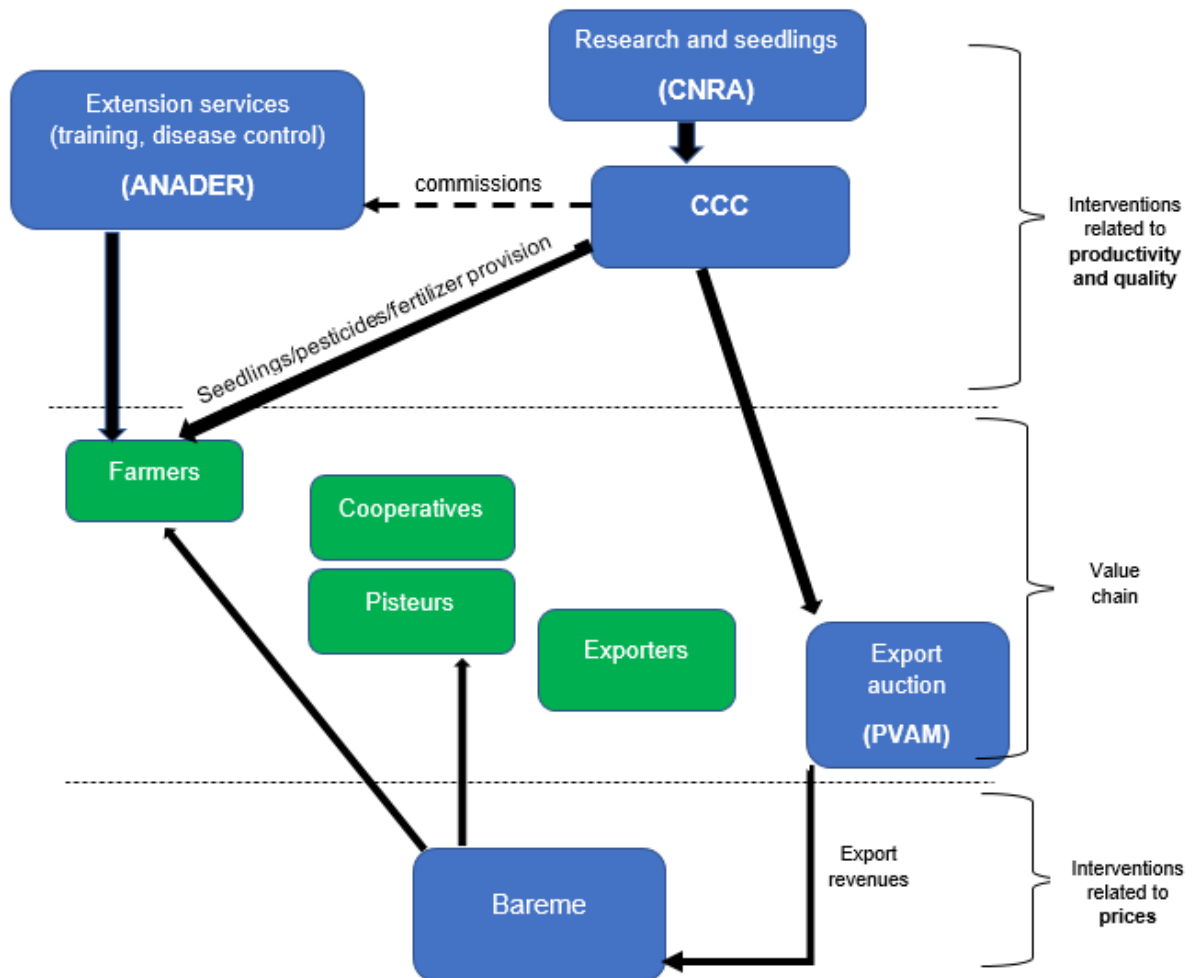 Research and seedlings
(CNRA)
Extension services
(training, disease control)
(ANADER)
commissions
CCC
Interventions
related to
productivity
and quality
Seedlings/pesticides/fertilizer provision
Farmers
Cooperatives
Pisteurs
Exporters
Export
auction
(PVAM)
Value
chain
Bareme
Export
revenues
Interventions
related to
prices